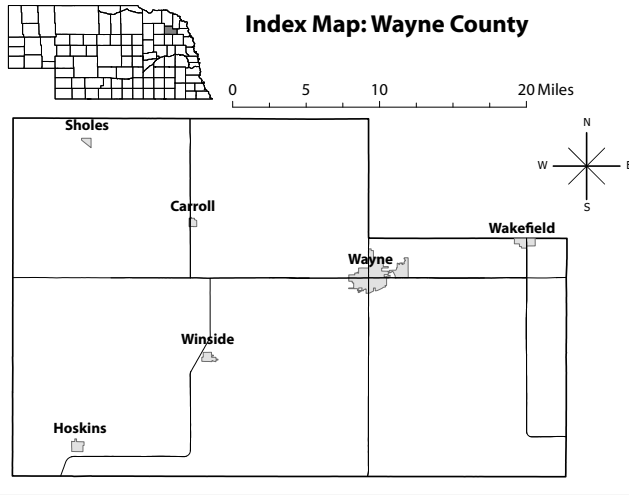 Index Map: Wayne County
0 5 10 20 Miles
N
W E
S
Sholes
Carroll
Wakefield
Wayne
Winside
Hoskins